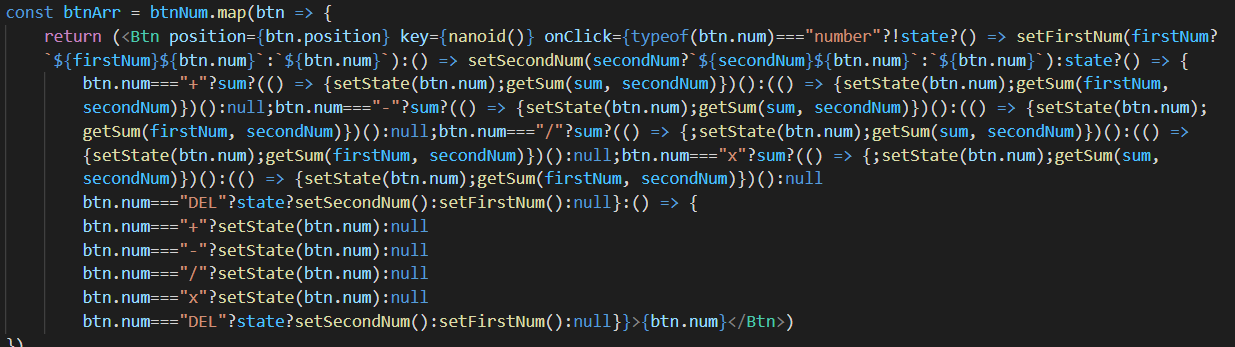 const btnArr = btnNum.map(btn => {
return (<Btn position={btn.position} key={nanoid()} onClick={typeof(btn.num)==="number"?!state?() => setFirstNum(firstNum?
`${firstNum}${btn.num}`:`${btn.num}`):() => setSecondNum(secondNum?`${secondNum}${btn.num}`:`${btn.num}`):state?() => {
btn.num==="+"?sum?(() => {setState(btn.num);getSum(sum, secondNum)})():(() => {setState(btn.num);getSum(firstNum,
secondNum)})():null;btn.num==="-"?sum?(() => {setState(btn.num);getSum(sum, secondNum)})():(() => {setState(btn.num);
getSum(firstNum, secondNum)})():null;btn.num==="/"?sum?(() => {;setState(btn.num);getSum(sum, secondNum)})():(() =>
{setState(btn.num);getSum(firstNum, secondNum)})():null;btn.num==="x"?sum?(() => {;setState(btn.num);getSum(sum,
secondNum)})():(() => {setState(btn.num);getSum(firstNum, secondNum)})():null
btn.num==="DEL"?state?setSecondNum():setFirstNum():null}:() => {
btn.num==="+"?setState(btn.num):null
btn.num==="-"?setState(btn.num):null
btn.num==="/"?setState(btn.num):null
btn.num==="x"?setState(btn.num):null
btn.num==="DEL"?state?setSecondNum():setFirstNum():null}}>{btn.num}</Btn>)
})